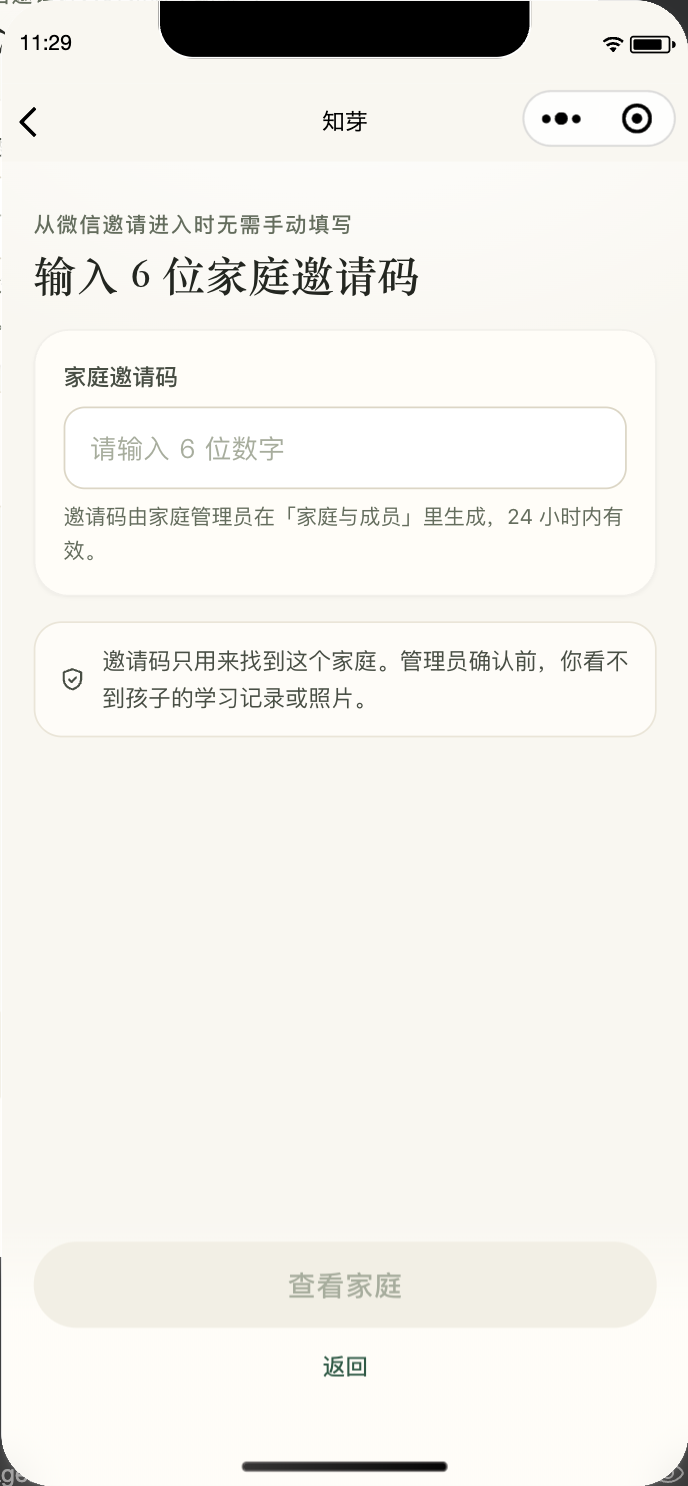 11:29
知芽
从微信邀请进入时无需手动填写
输入 6 位家庭邀请码
家庭邀请码
请输入 6 位数字
邀请码由家庭管理员在「家庭与成员」里生成，24 小时内有
效。
邀请码只用来找到这个家庭。管理员确认前，你看不
到孩子的学习记录或照片。
查看家庭
返回